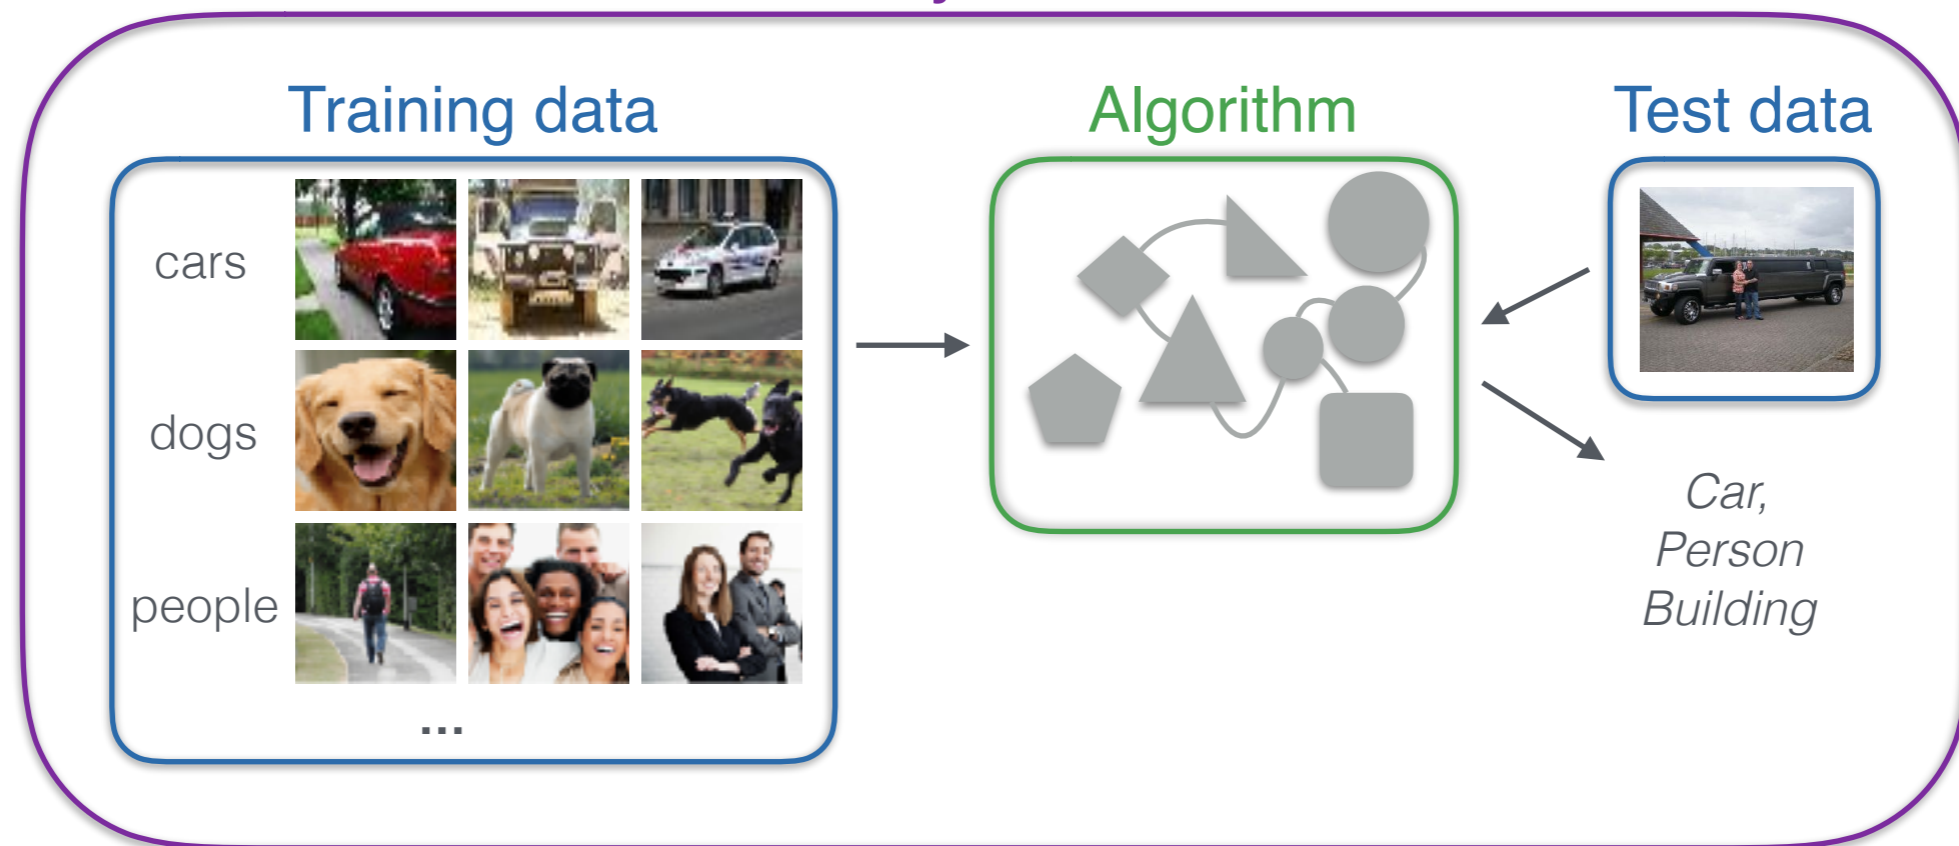 Training data
Algorithm
Test data
cars
dogs
people
...
Car,
Person
Building